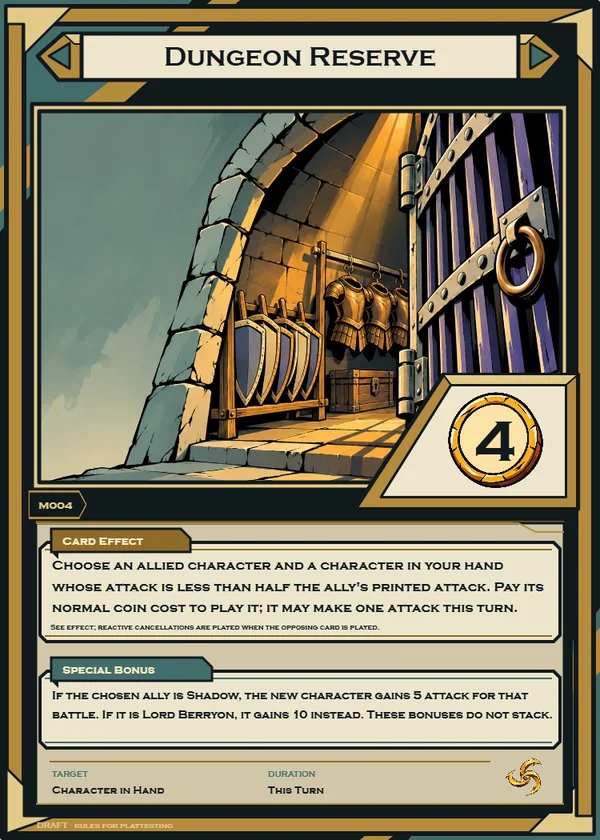 Dungeon Reserve
4
M004
Card Effect
Choose an allied character and a character in your hand
whose attack is less than half the ally's printed attack. Pay its
normal coin cost to play it; it may make one attack this turn.
See effect; reactive cancellations are played when the opposing card is played.
Special Bonus
If the chosen ally is Shadow, the new character gains 5 attack for that
battle. If it is Lord Berryon, it gains 10 instead. These bonuses do not stack.
Target
Duration
Character in Hand
This Turn
DRAFT · Rules for playtesting